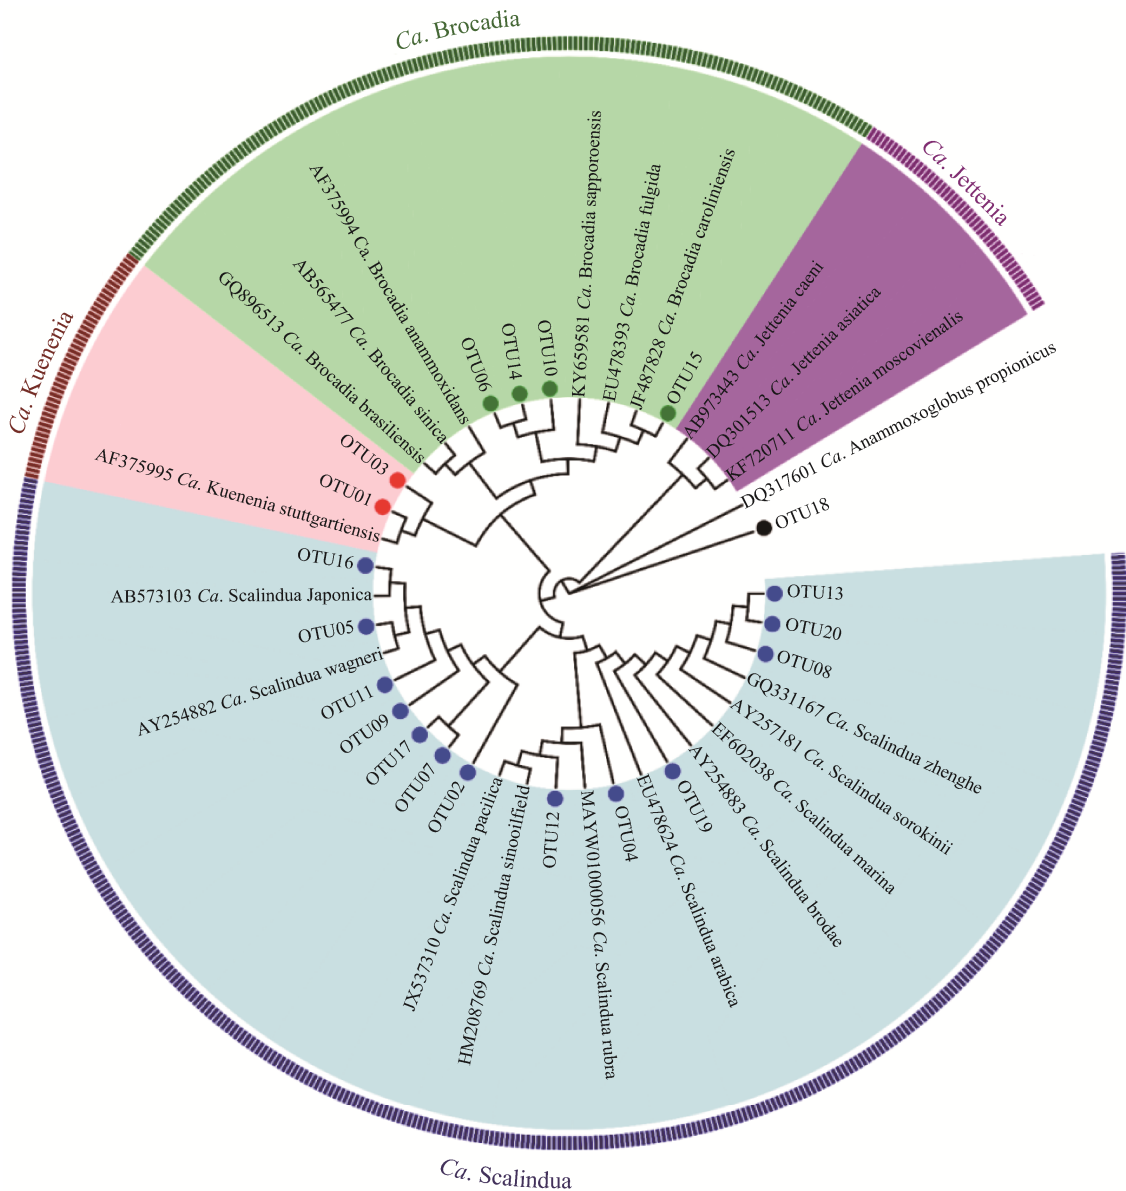 Ca. Brocadia
Ca. Jettenia
Ca. Kuenenia
Ca. Scalindua
AF375995 Ca. Kuenenia stuttgartiensis
OTU01
OTU03
GQ896513 Ca. Brocadia brasiliensis
AB565477 Ca. Brocadia sinica
AF375994 Ca. Brocadia anammoxidans
OTU06
OTU14
OTU10
KY659581 Ca. Brocadia sapporoensis
EU478393 Ca. Brocadia fulgida
JF487828 Ca. Brocadia caroliniensis
OTU15
AB973443 Ca. Jettenia caeni
DQ301513 Ca. Jettenia asiatica
KF720711 Ca. Jettenia moscovienalis
DQ317601 Ca. Anammoxoglobus propionicus
OTU18
OTU13
OTU20
OTU08
GQ331167 Ca. Scalindua zhenghe
AY257181 Ca. Scalindua sorokinii
EF602038 Ca. Scalindua marina
AY254883 Ca. Scalindua brodae
OTU19
EU478624 Ca. Scalindua arabica
OTU04
MAYW01000056 Ca. Scalindua rubra
OTU12
HM208769 Ca. Scalindua sinooilfield
JX537310 Ca. Scalindua pacilica
OTU02
OTU07
OTU17
OTU09
OTU11
AY254882 Ca. Scalindua wagneri
OTU05
AB573103 Ca. Scalindua Japonica
OTU16